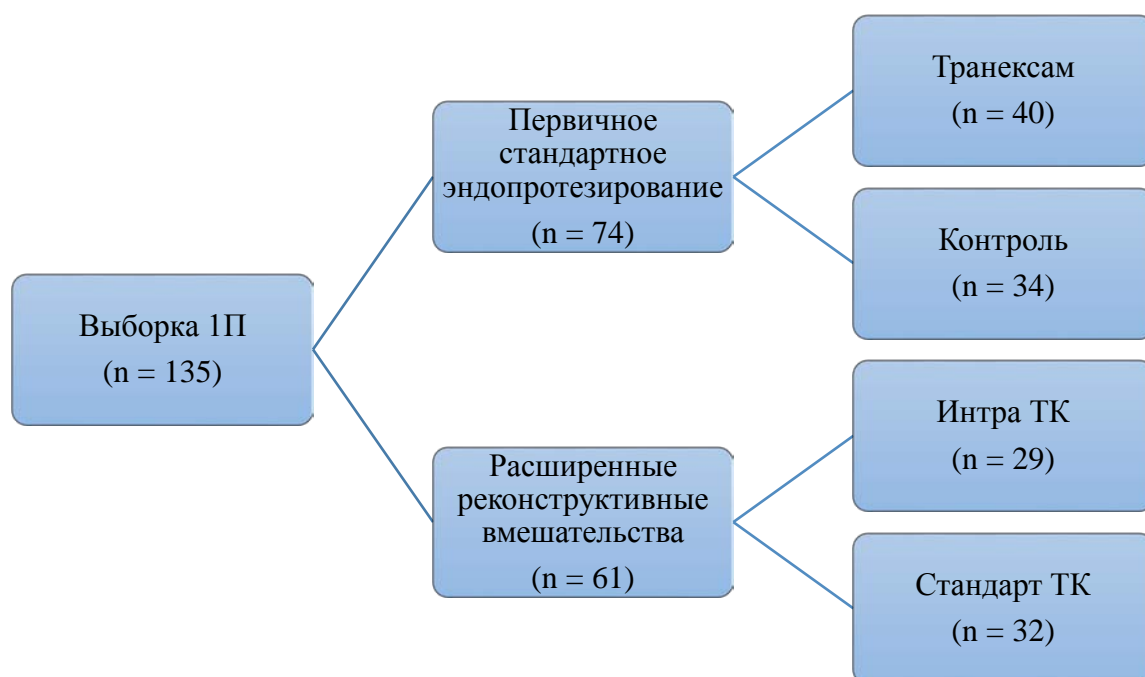 Выборка 1П
(n = 135)
Первичное
стандартное
эндопротезирование
(n = 74)
Расширенные
реконструктивные
вмешательства
(n = 61)
Транексам
(n = 40)
Контроль
(n = 34)
Интра ТК
(n = 29)
Стандарт ТК
(n = 32)